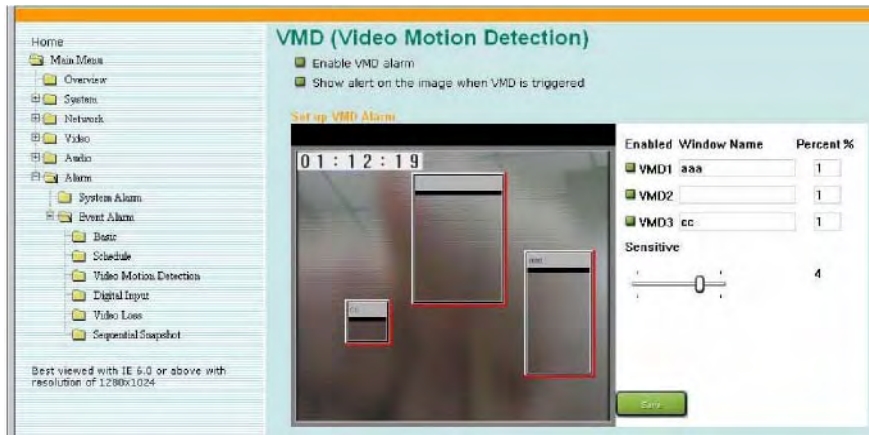 Home
Main Menu
Overview
System
Network
Video
Audio
Alarm
System Alarm
Event Alarm
Basic
Schedule
Video Motion Detection
Digital Input
Video Loss
Sequential Snapshot
Best viewed with IE 6.0 or above with
resolution of 1280x1024
VMD (Video Motion Detection)
Enable VMD alarm
Show alert on the image when VMD is triggered
Set up VMD Alarm
01:12:19
cc
aaa
Enabled Window Name Percent %
VMD1 aaa 1
VMD2 1
VMD3 cc 1
Sensitive
4
Save